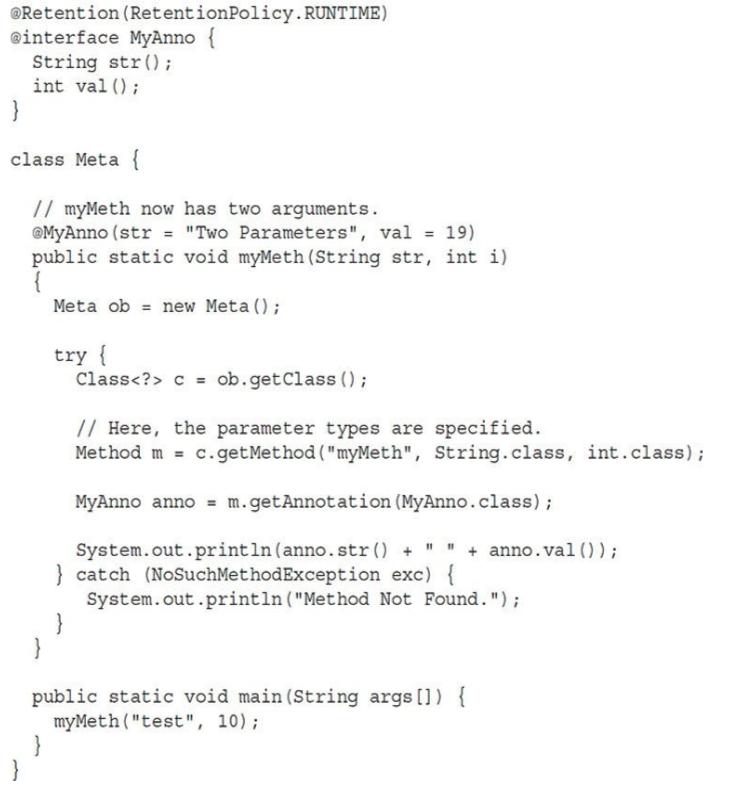 @Retention(RetentionPolicy.RUNTIME)
@interface MyAnno {
  String str();
  int val();
}

class Meta {

  // myMeth now has two arguments.
  @MyAnno(str = "Two Parameters", val = 19)
  public static void myMeth(String str, int i)
  {
    Meta ob = new Meta();

    try {
      Class<?> c = ob.getClass();

      // Here, the parameter types are specified.
      Method m = c.getMethod("myMeth", String.class, int.class);

      MyAnno anno = m.getAnnotation(MyAnno.class);

      System.out.println(anno.str() + " " + anno.val());
    } catch (NoSuchMethodException exc) {
       System.out.println("Method Not Found.");
    }
  }

  public static void main(String args[]) {
    myMeth("test", 10);
  }
}